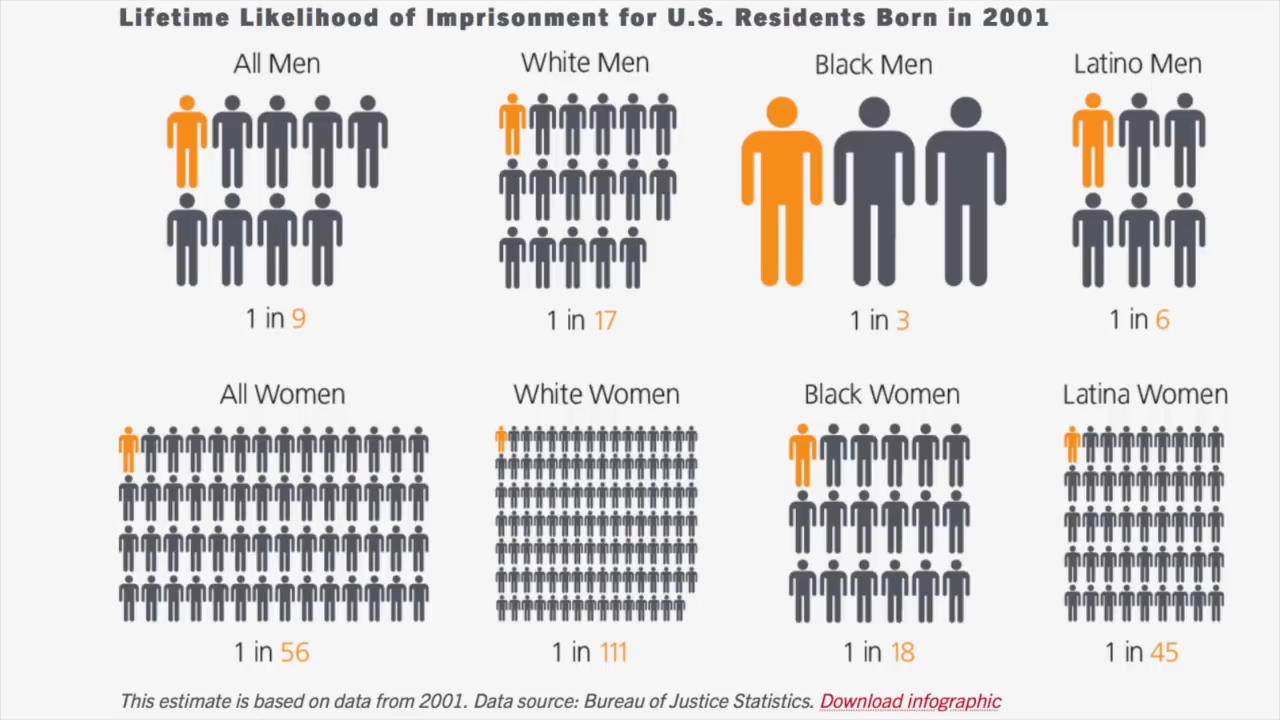 Lifetime Likelihood of Imprisonment for U.S. Residents Born in 2001
All Men
White Men
Black Men
Latino Men
1 in 9
1 in 17
1 in 3
1 in 6
All Women
White Women
Black Women
Latina Women
1 in 56
1 in 111
1 in 18
1 in 45
This estimate is based on data from 2001. Data source: Bureau of Justice Statistics. Download infographic